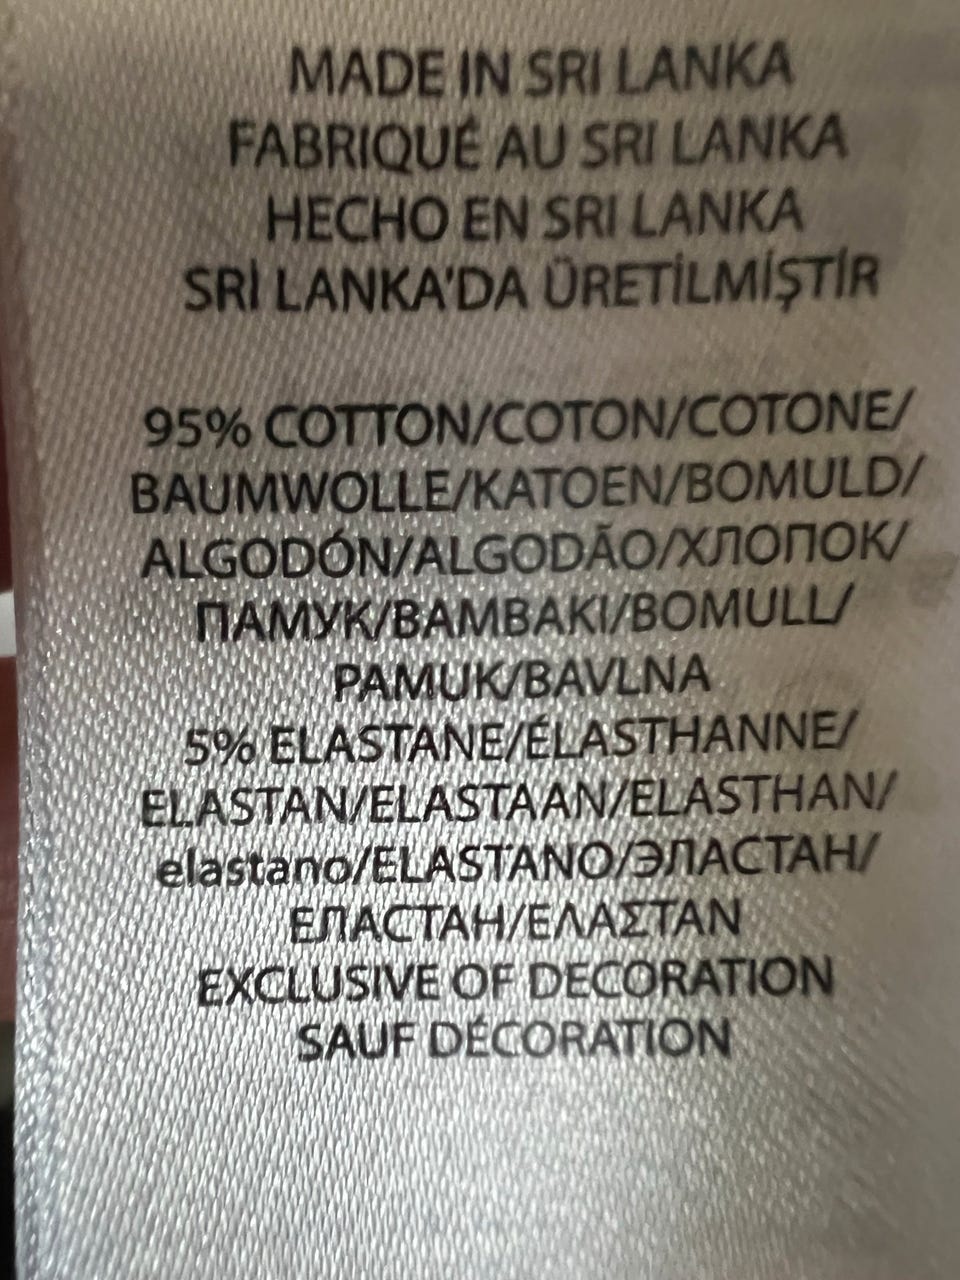 MADE IN SRI LANKA
FABRIQUÉ AU SRI LANKA
HECHO EN SRI LANKA
SRİ LANKA'DA ÜRETİLMİŞTİR
95% COTTON/COTON/COTONE/
BAUMWOLLE/KATOEN/BOMULD/
ALGODÓN/ALGODÃO/ХЛОПОК/
ПАМУК/ΒΑΜΒΑΚΙ/BOMULL/
PAMUK/BAVLNA
5% ELASTANE/ÉLASTHANNE/
ELASTAN/ELASTAAN/ELASTHAN/
elastano/ELASTANO/ЭЛАСТАН/
ЕЛАСТАН/ΕΛΑΣΤΑΝ
EXCLUSIVE OF DECORATION
SAUF DÉCORATION